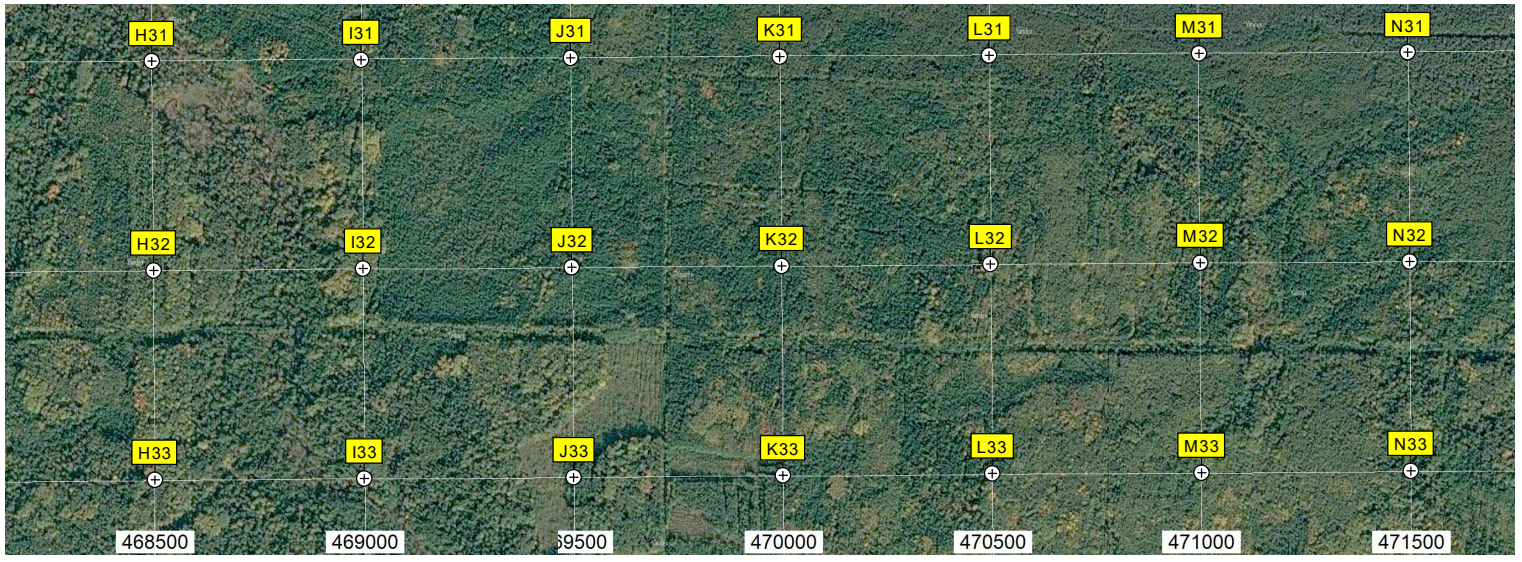 H31 I31 J31 K31 L31 M31 N31
H32 I32 J32 K32 L32 M32 N32
H33 I33 J33 K33 L33 M33 N33
468500 469000 69500 470000 470500 471000 471500